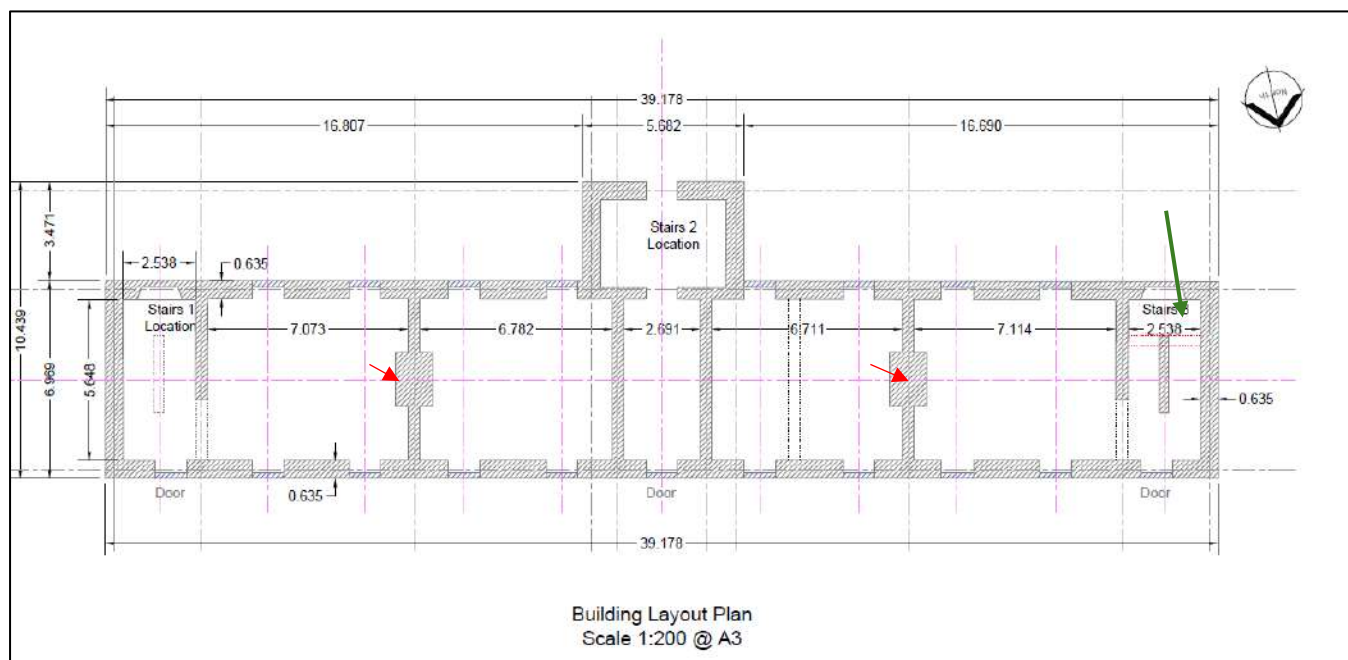 39.178
16.807
5.682
16.690
North
10.439
3.471
6.969
5.648
2.538
0.635
Stairs 2
Location
Stairs 1
Location
7.073
6.782
2.691
6.711
7.114
Stairs
2.538
0.635
Door
0.635
Door
Door
39.178
Building Layout Plan
Scale 1:200 @ A3